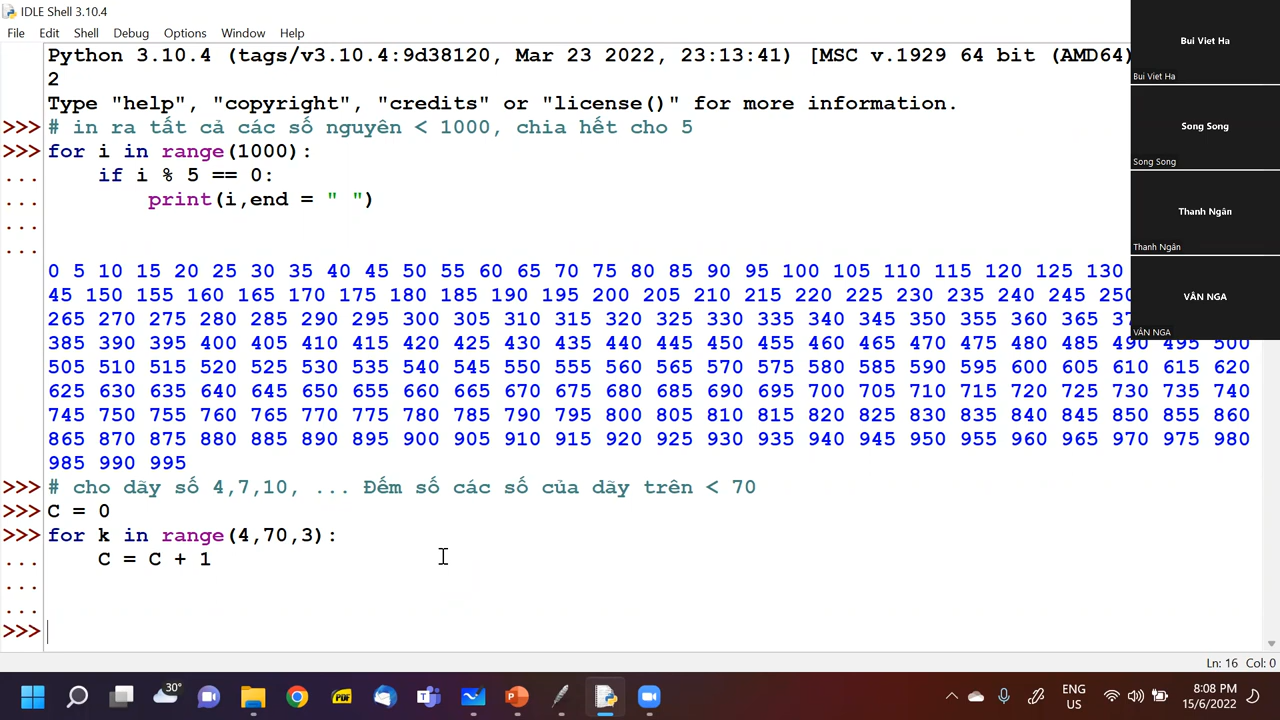 IDLE Shell 3.10.4
File Edit Shell Debug Options Window Help
Python 3.10.4 (tags/v3.10.4:9d38120, Mar 23 2022, 23:13:41) [MSC v.1929 64 bit (AMD64)
2
Type "help", "copyright", "credits" or "license()" for more information.
>>> # in ra tất cả các số nguyên < 1000, chia hết cho 5
>>> for i in range(1000):
... if i % 5 == 0:
... print(i,end = " ")
...
...
0 5 10 15 20 25 30 35 40 45 50 55 60 65 70 75 80 85 90 95 100 105 110 115 120 125 130
45 150 155 160 165 170 175 180 185 190 195 200 205 210 215 220 225 230 235 240 245 250
265 270 275 280 285 290 295 300 305 310 315 320 325 330 335 340 345 350 355 360 365
385 390 395 400 405 410 415 420 425 430 435 440 445 450 455 460 465 470 475 480 485 490 495 500
505 510 515 520 525 530 535 540 545 550 555 560 565 570 575 580 585 590 595 600 605 610 615 620
625 630 635 640 645 650 655 660 665 670 675 680 685 690 695 700 705 710 715 720 725 730 735 740
745 750 755 760 765 770 775 780 785 790 795 800 805 810 815 820 825 830 835 840 845 850 855 860
865 870 875 880 885 890 895 900 905 910 915 920 925 930 935 940 945 950 955 960 965 970 975 980
985 990 995
>>> # cho dãy số 4,7,10, ... Đếm số các số của dãy trên < 70
>>> C = 0
>>> for k in range(4,70,3):
... C = C + 1
...
...
>>>
Bui Viet Ha
Bui Viet Ha
Song Song
Song Song
Thanh Ngân
Thanh Ngân
VÂN NGA
VÂN NGA
Ln: 16 Col: 0
30°
PDF
ENG
US
8:08 PM
15/6/2022